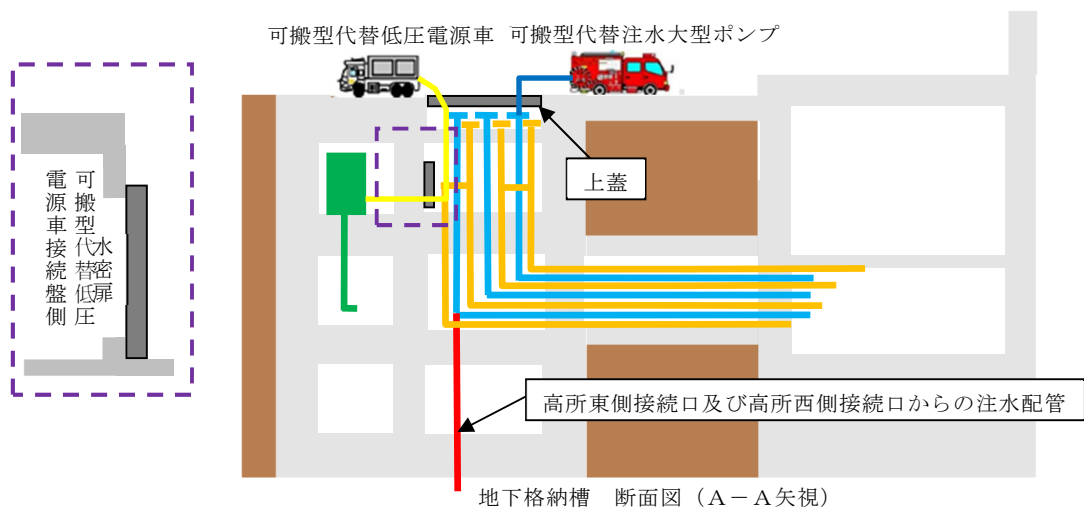 可搬型代替低圧電源車 可搬型代替注水大型ポンプ
上蓋
可搬型代替低圧
電源車接続盤側
水密扉
高所東側接続口及び高所西側接続口からの注水配管
地下格納槽 断面図(A-A矢視)